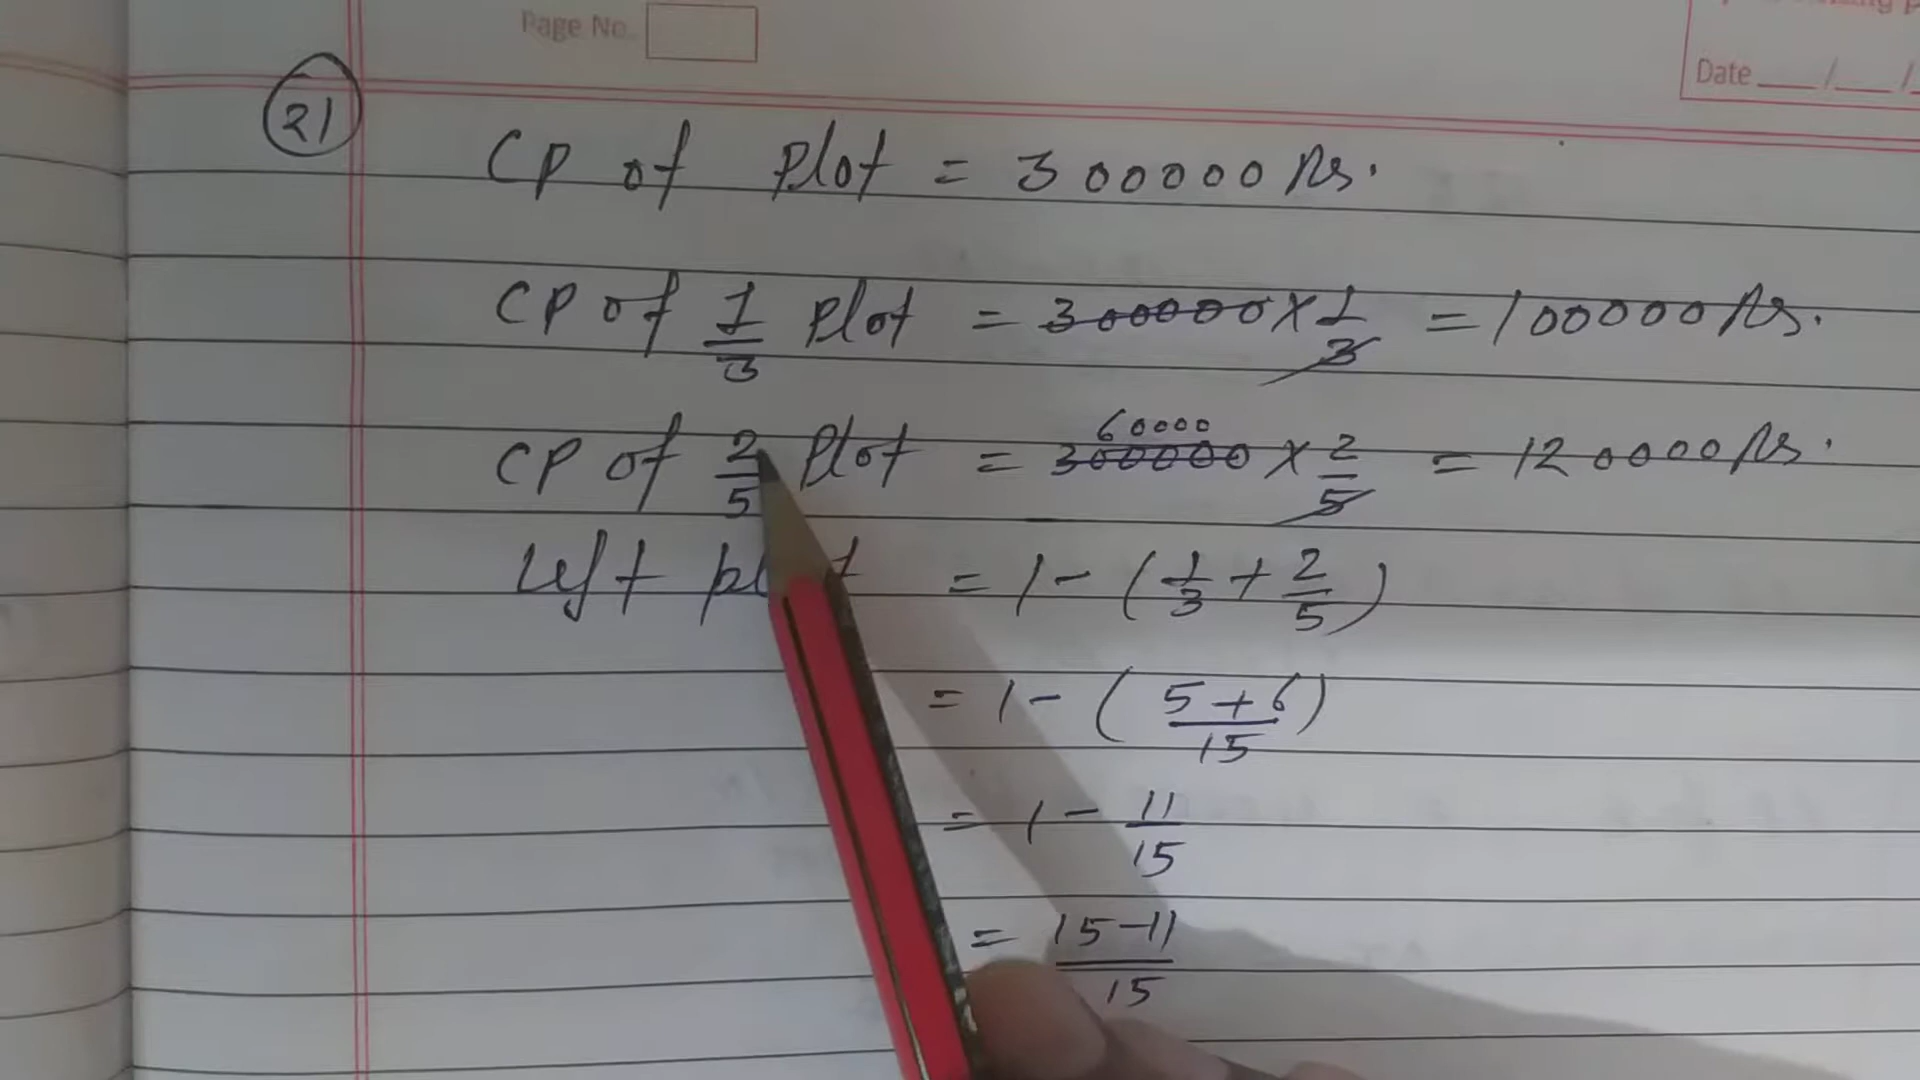 Page No.
Date __/__/
21
CP of Plot = 300000 Rs.
CP of 1/3 Plot = 300000 × 1/3 = 100000 Rs.
60000
CP of 2/5 Plot = 300000 × 2/5 = 120000 Rs.
Left = 1 - (1/3 + 2/5)
= 1 - (5+6/15)
= 1 - 11/15
= 15-11/15